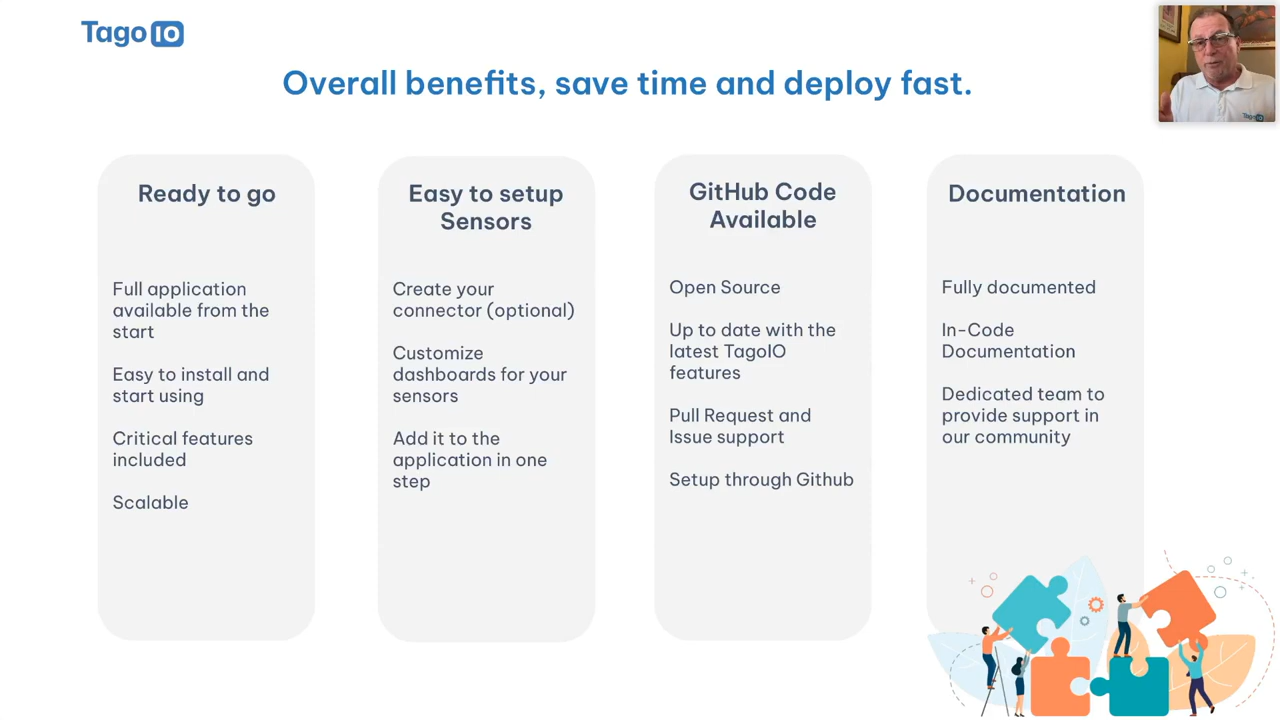 Tago IO
Overall benefits, save time and deploy fast.
Ready to go
Full application
available from the
start
Easy to install and
start using
Critical features
included
Scalable
Easy to setup
Sensors
Create your
connector (optional)
Customize
dashboards for your
sensors
Add it to the
application in one
step
GitHub Code
Available
Open Source
Up to date with the
latest TagoIO
features
Pull Request and
Issue support
Setup through Github
Documentation
Fully documented
In-Code
Documentation
Dedicated team to
provide support in
our community
TagoIO